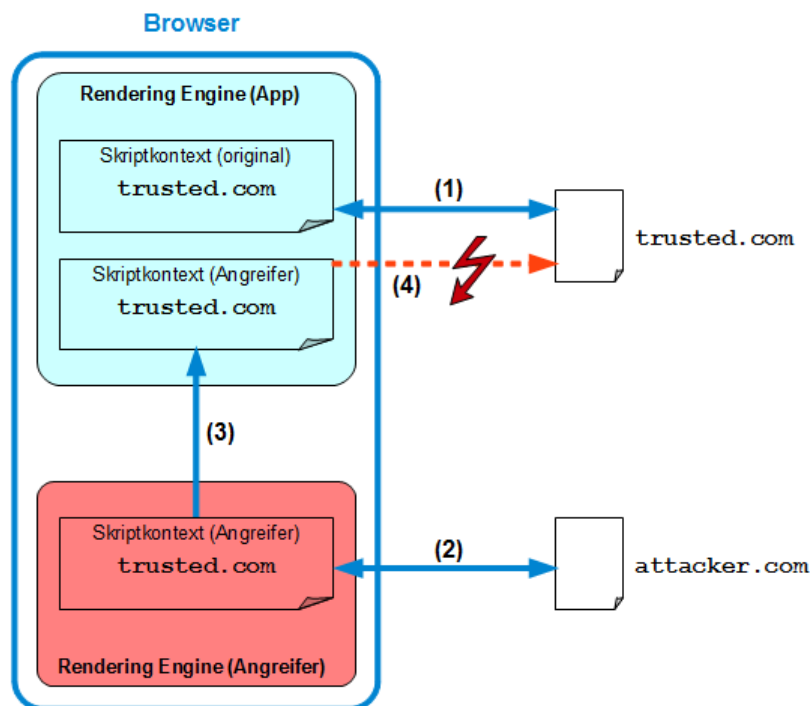 Browser
Rendering Engine (App)
Skriptkontext (original)
trusted.com
(1)
trusted.com
Skriptkontext (Angreifer)
trusted.com
(4)
(3)
Skriptkontext (Angreifer)
trusted.com
(2)
attacker.com
Rendering Engine (Angreifer)